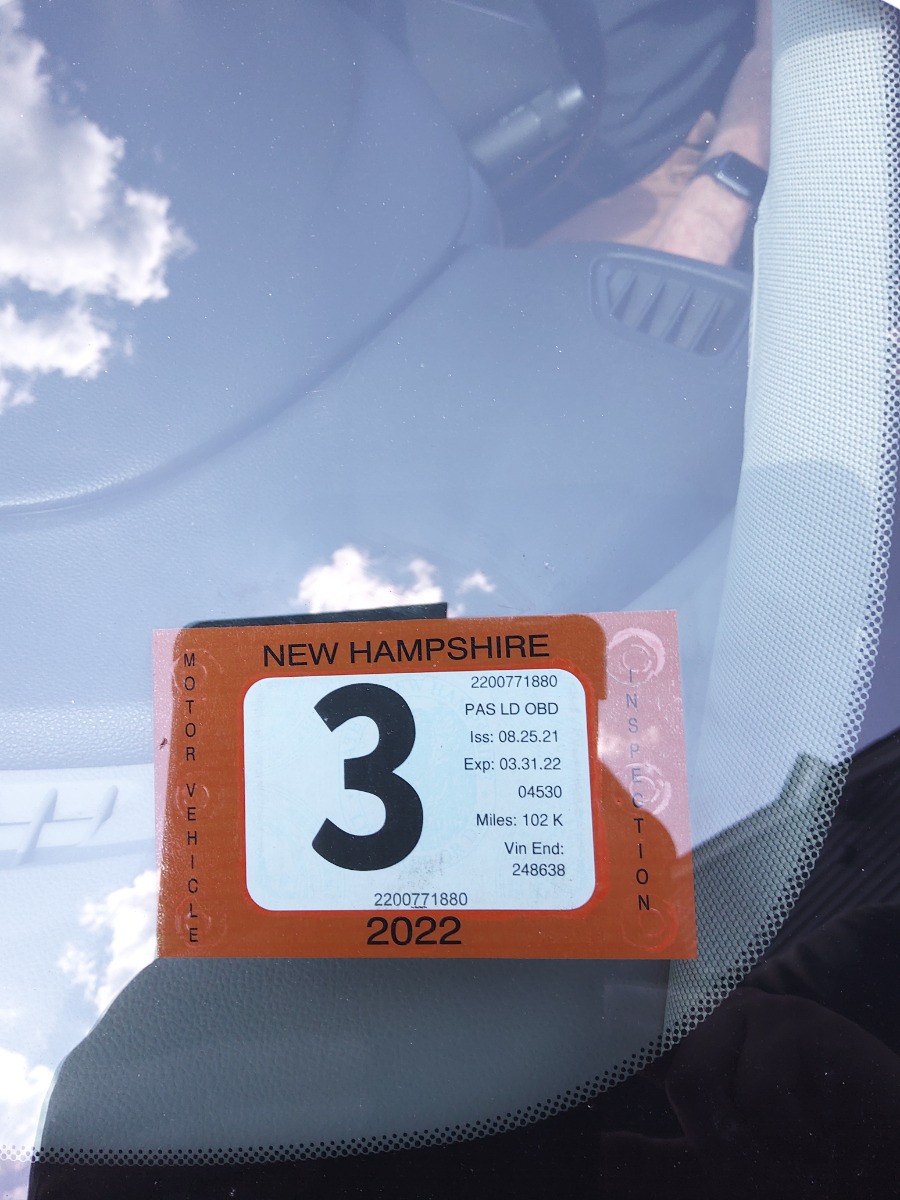 NEW HAMPSHIRE
MOTOR VEHICLE
3
2200771880
PAS LD OBD
Iss: 08.25.21
Exp: 03.31.22
04530
Miles: 102 K
Vin End:
248638
2200771880
INSPECTION
2022